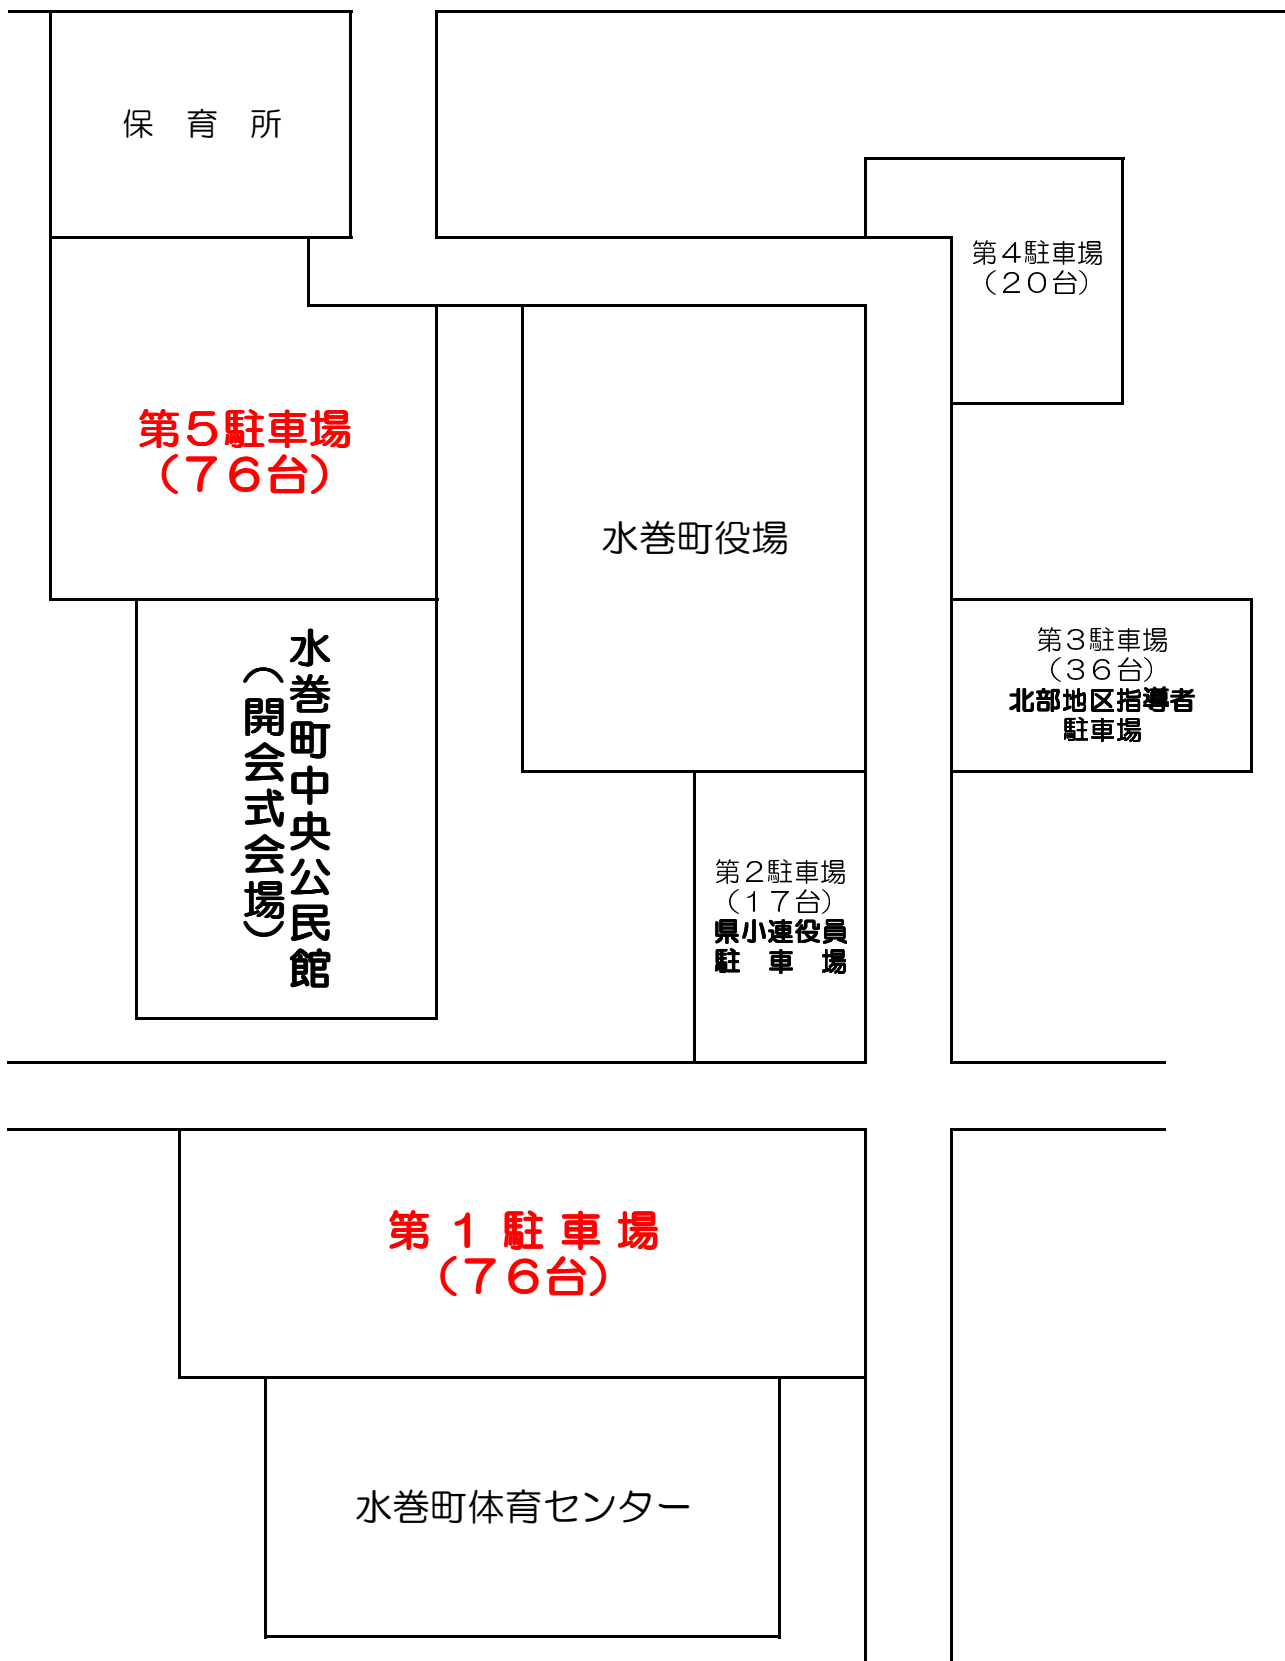 保　育　所
第４駐車場
（２０台）
第５駐車場
（７６台）
水巻町役場
水巻町中央公民館
（開会式会場）
第３駐車場
（３６台）
北部地区指導者
駐車場
第２駐車場
（１７台）
県小連役員
駐　車　場
第 １ 駐 車 場
（７６台）
水巻町体育センター